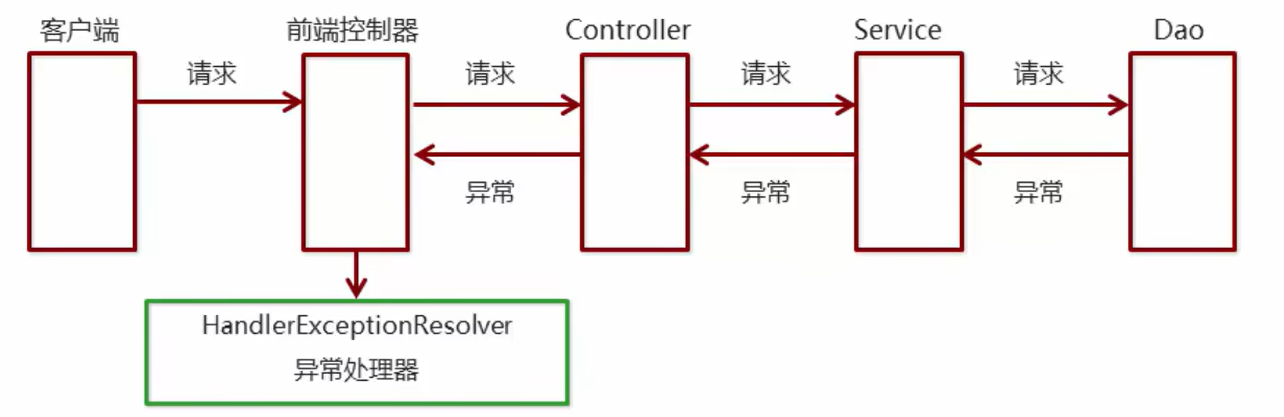 客户端
前端控制器
Controller
Service
Dao
请求
请求
请求
请求
异常
异常
异常
HandlerExceptionResolver
异常处理器